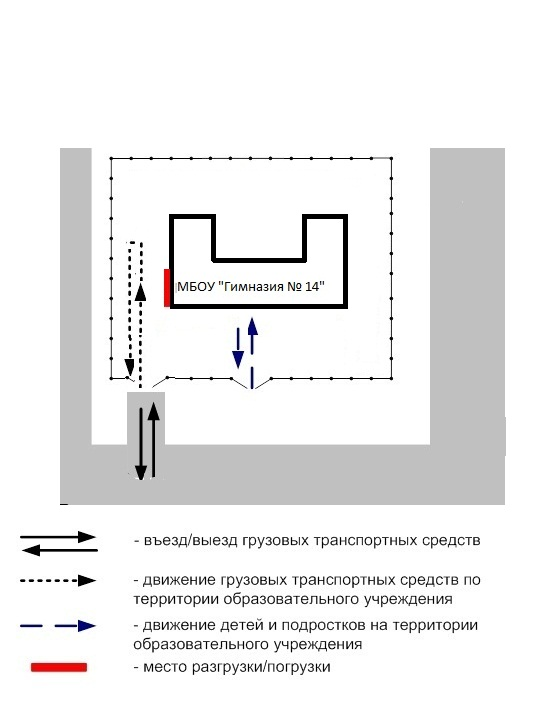 МБОУ "Гимназия № 14"
- въезд/выезд грузовых транспортных средств
- движение грузовых транспортных средств по
территории образовательного учреждения
- движение детей и подростков на территории
образовательного учреждения
- место разгрузки/погрузки